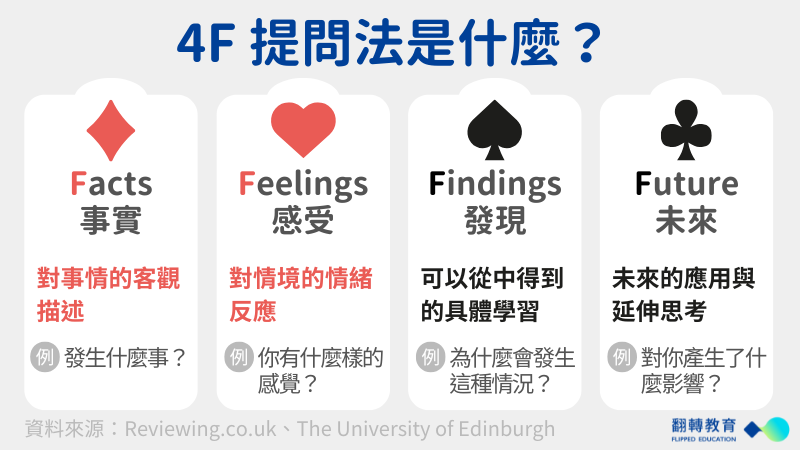 4F 提問法是什麼？
Facts
事實
對事情的客觀
描述
例 發生什麼事？
Feelings
感受
對情境的情緒
反應
例 你有什麼樣的
感覺？
Findings
發現
可以從中得到
的具體學習
例 為什麼會發生
這種情況？
Future
未來
未來的應用與
延伸思考
例 對你產生了什
麼影響？
資料來源：Reviewing.co.uk、The University of Edinburgh
翻轉教育
FLIPPED EDUCATION